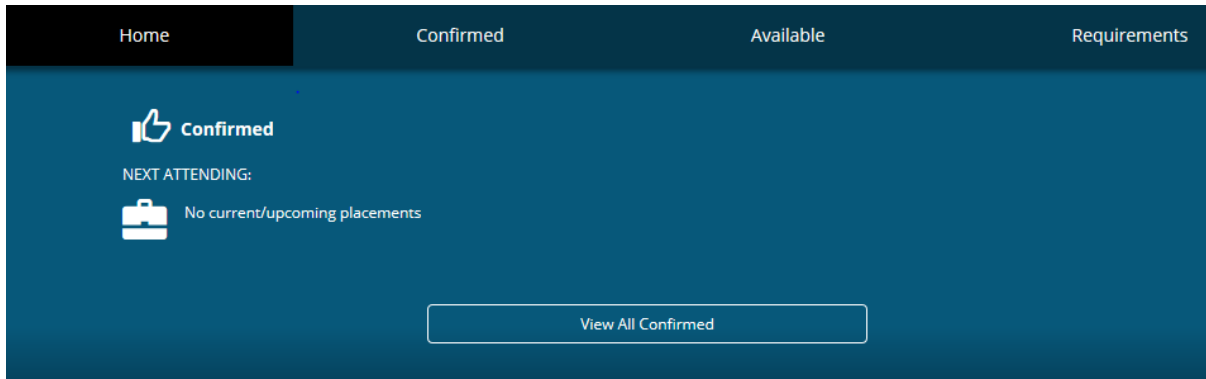 Home Confirmed Available Requirements
Confirmed
NEXT ATTENDING:
No current/upcoming placements
View All Confirmed